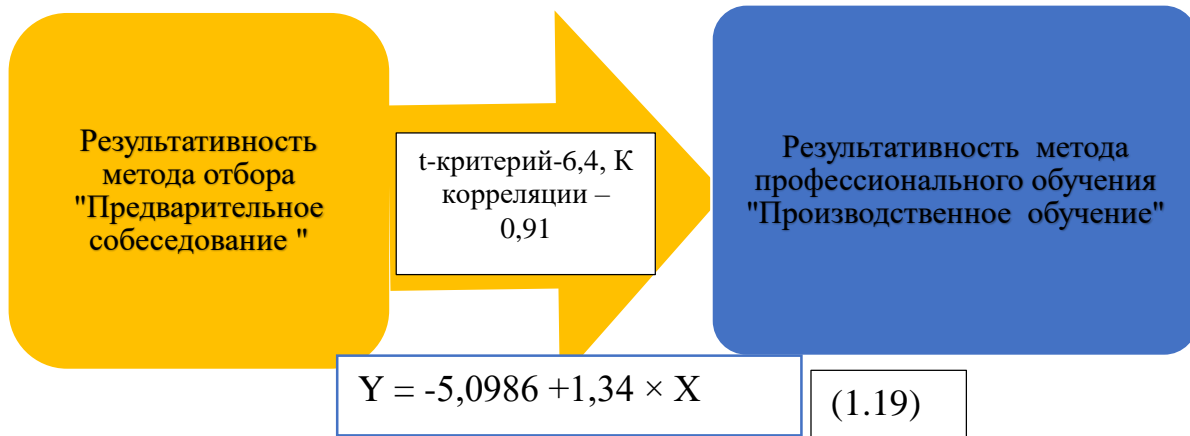 Результативность
метода отбора
"Предварительное
собеседование "
t-критерий-6,4, К
корреляции –
0,91
Результативность метода
профессионального обучения
"Производственное обучение"
Y = -5,0986 +1,34 × X
(1.19)